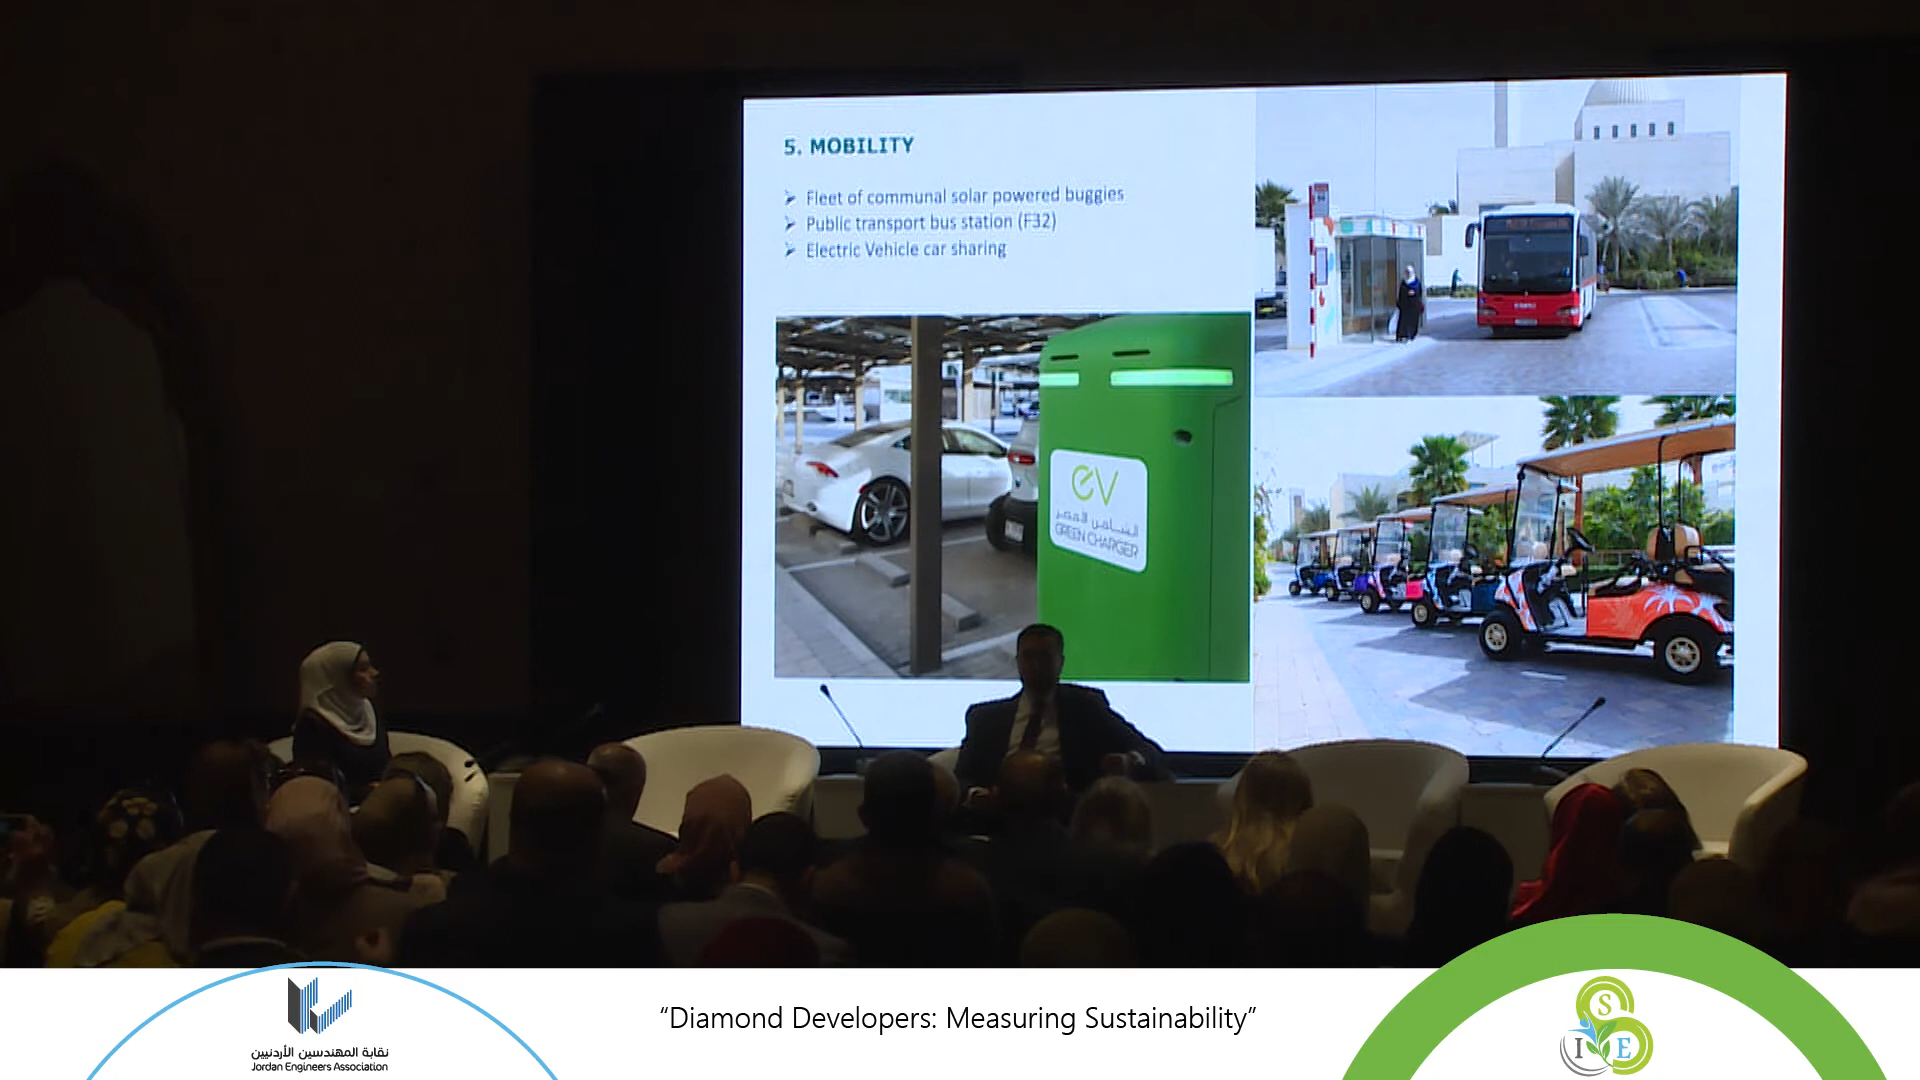 5. MOBILITY
➢ Fleet of communal solar powered buggies
➢ Public transport bus station (F32)
➢ Electric Vehicle car sharing
eV
الشاحن الأخضر
GREEN CHARGER
نقابة المهندسين الأردنيين
Jordan Engineers Association
“Diamond Developers: Measuring Sustainability”
S
I E